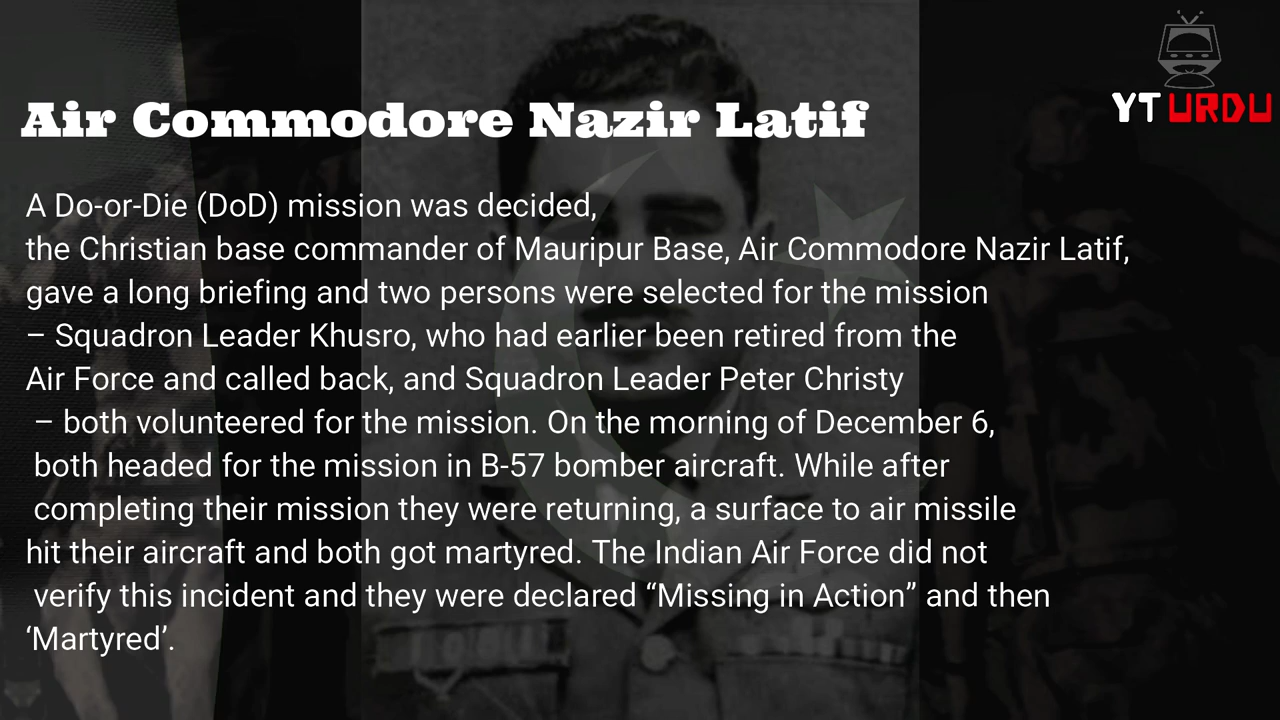 YT URDU
Air Commodore Nazir Latif
A Do-or-Die (DoD) mission was decided,
the Christian base commander of Mauripur Base, Air Commodore Nazir Latif,
gave a long briefing and two persons were selected for the mission
– Squadron Leader Khusro, who had earlier been retired from the
Air Force and called back, and Squadron Leader Peter Christy
– both volunteered for the mission. On the morning of December 6,
both headed for the mission in B-57 bomber aircraft. While after
completing their mission they were returning, a surface to air missile
hit their aircraft and both got martyred. The Indian Air Force did not
verify this incident and they were declared “Missing in Action” and then
‘Martyred’.